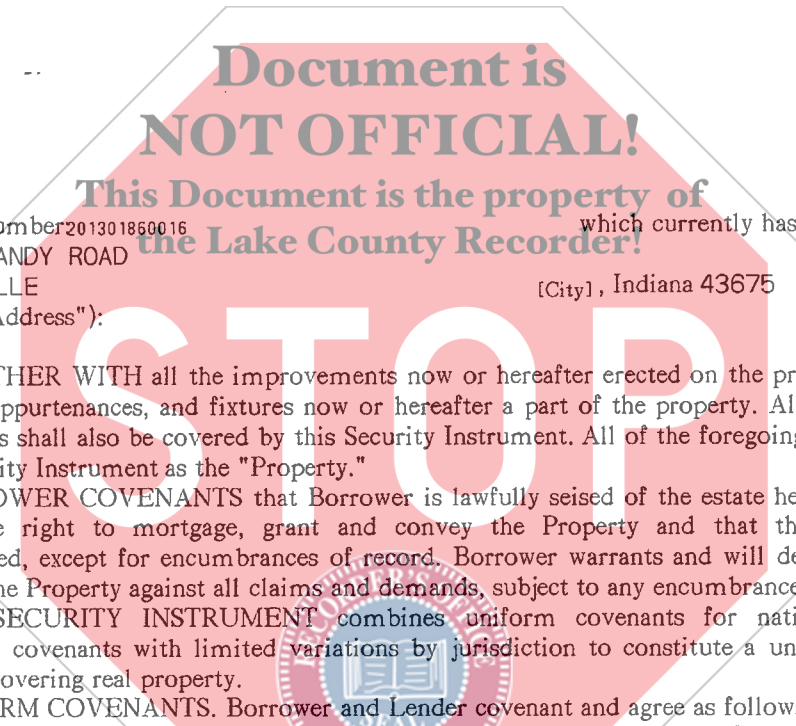 Document is
NOT OFFICIAL!
This Document is the property of
the Lake County Recorder!
umber201301860016 which currently has
ANDY ROAD
LLE [City], Indiana 43675
Address"):
STOP
THER WITH all the improvements now or hereafter erected on the pr
appurtenances, and fixtures now or hereafter a part of the property. Al
s shall also be covered by this Security Instrument. All of the foregoing
ity Instrument as the "Property."
OWER COVENANTS that Borrower is lawfully seised of the estate he
e right to mortgage, grant and convey the Property and that th
ed, except for encumbrances of record. Borrower warrants and will de
he Property against all claims and demands, subject to any encumbrance
SECURITY INSTRUMENT combines uniform covenants for nati
covenants with limited variations by jurisdiction to constitute a un
overing real property.
RM COVENANTS. Borrower and Lender covenant and agree as follow
RECORDER'S OFFICE
SEAL